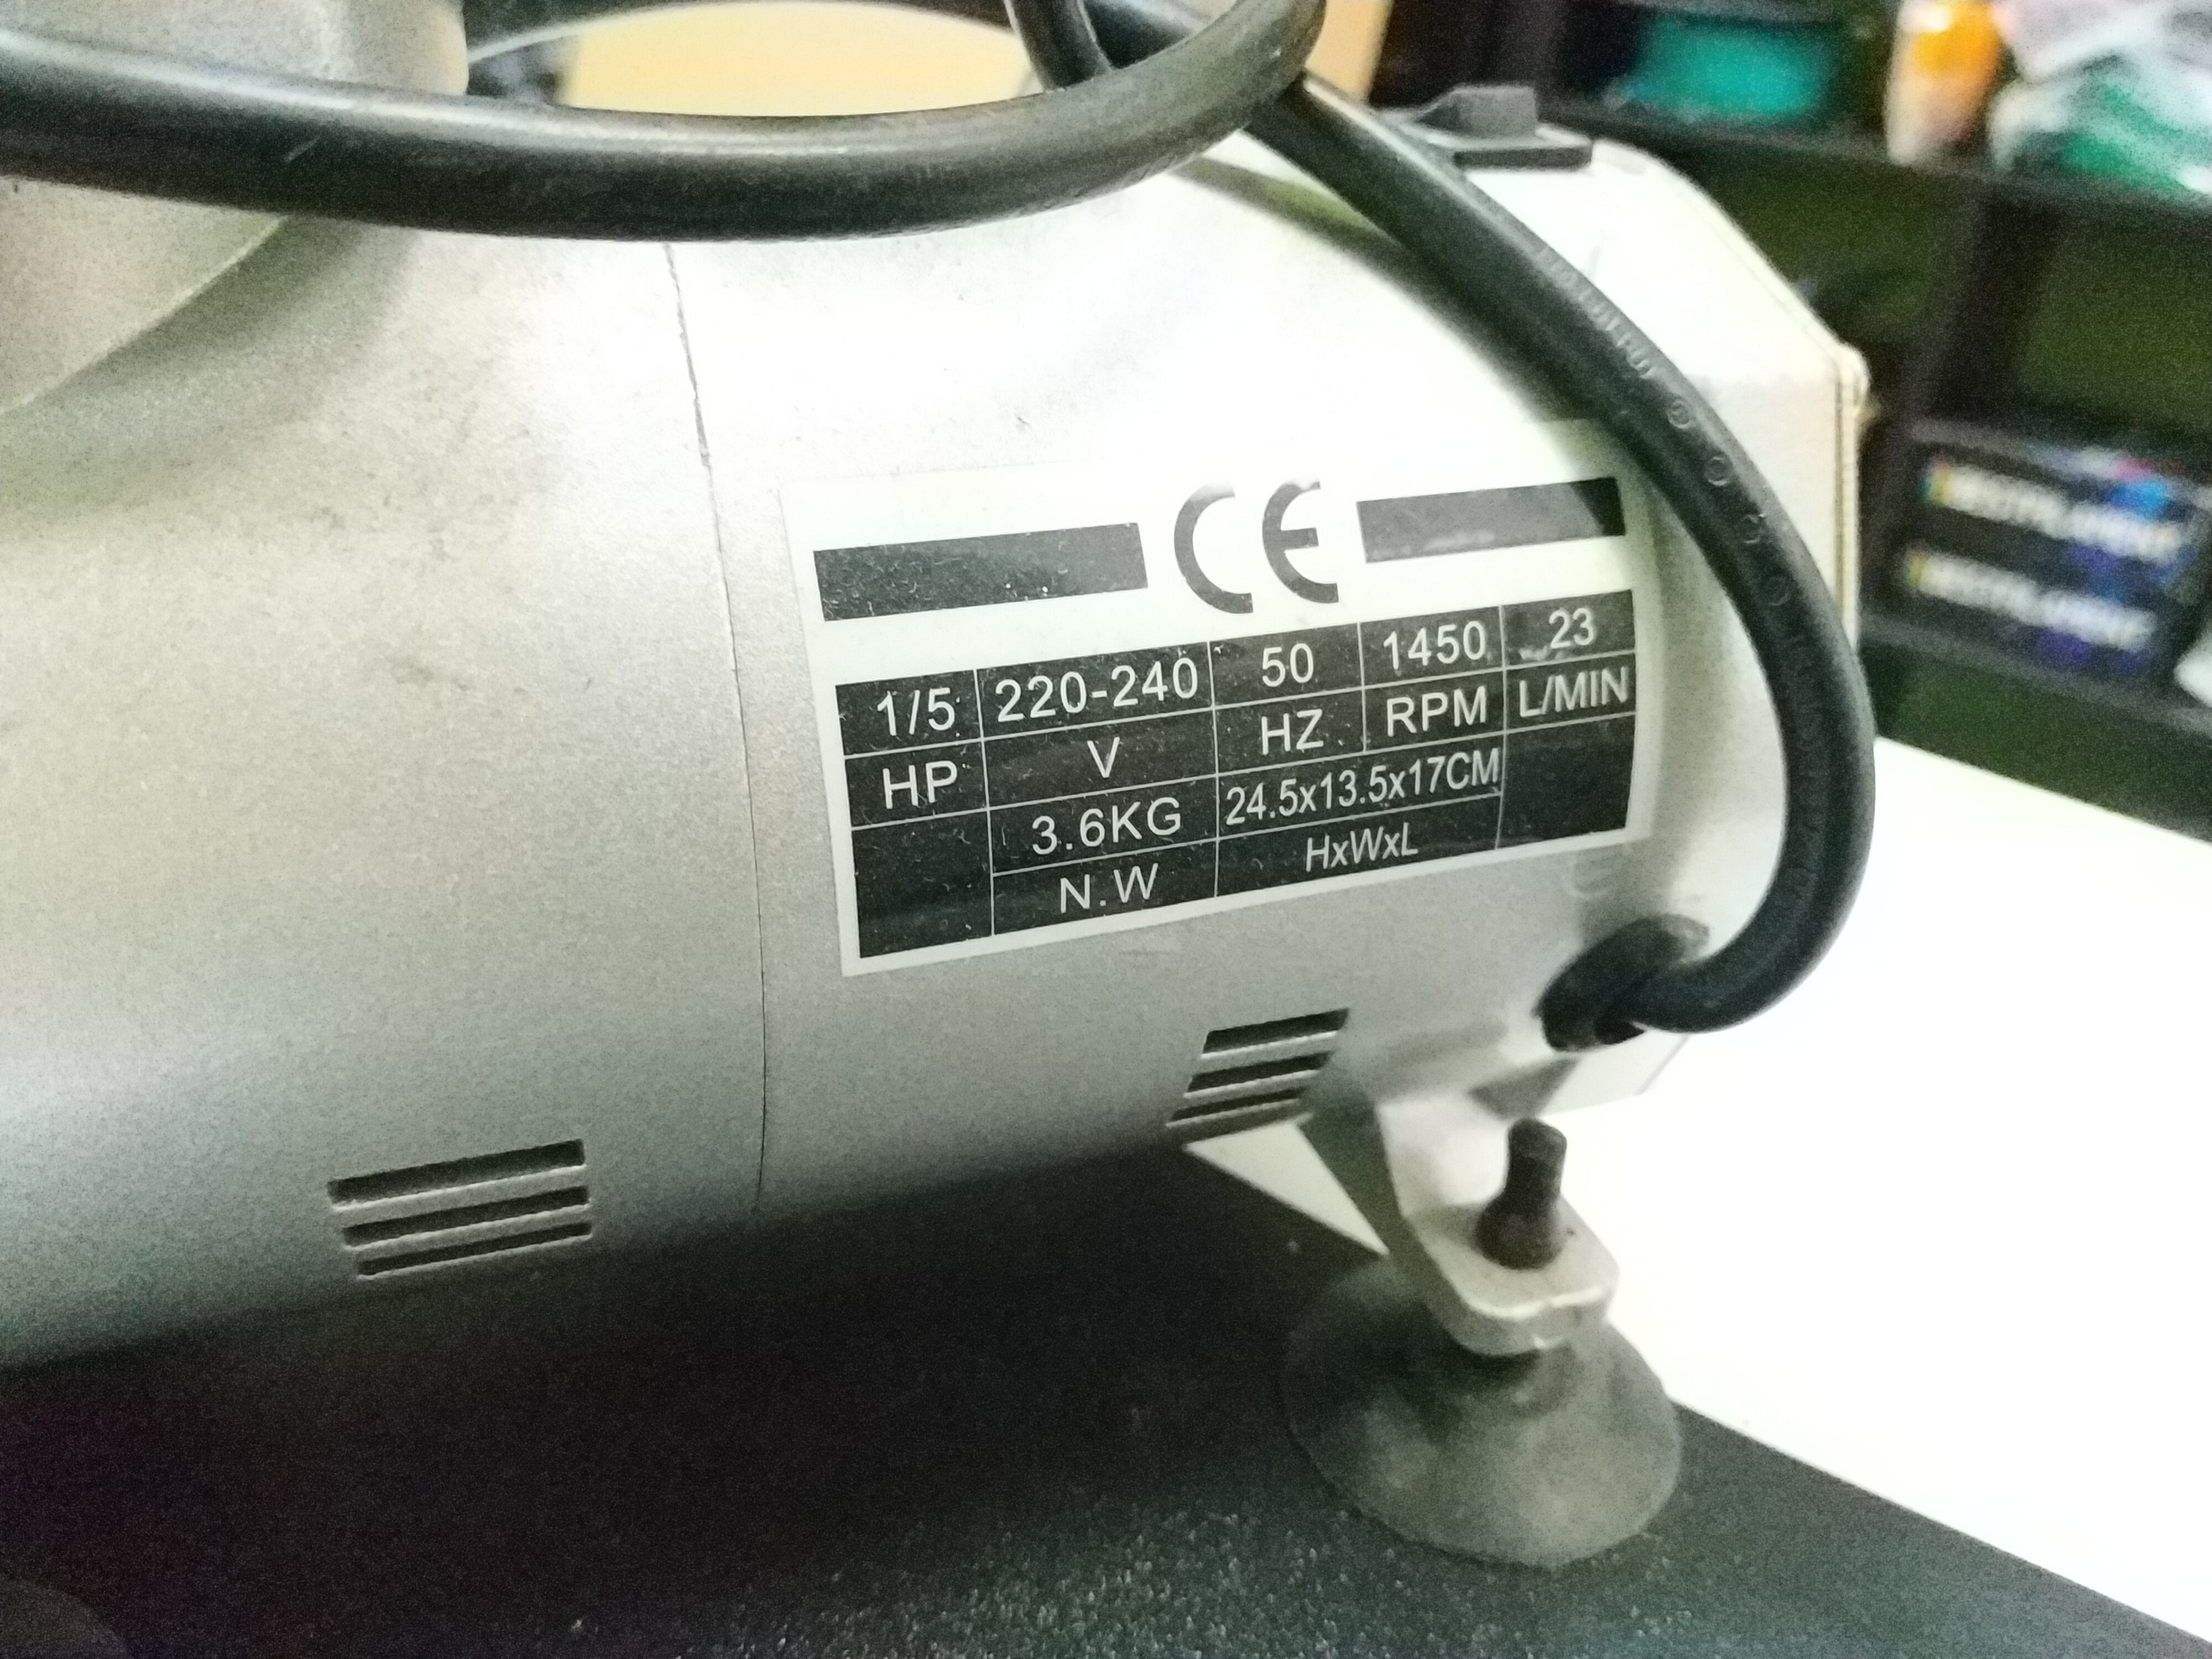 CE
1/5 220-240 50 1450 23
HP V HZ RPM L/MIN
3.6KG 24.5x13.5x17CM
N.W HxWxL